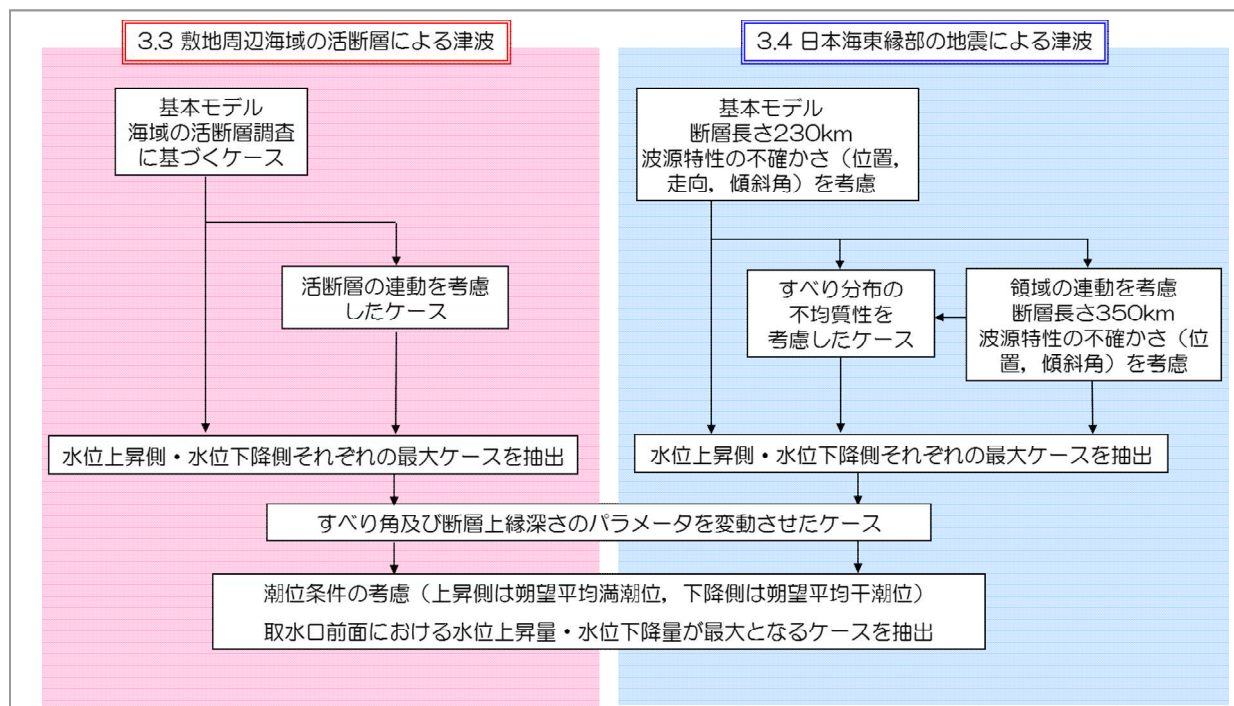 3.3 敷地周辺海域の活断層による津波
基本モデル
海域の活断層調査
に基づくケース
活断層の連動を考慮
したケース
水位上昇側・水位下降側それぞれの最大ケースを抽出
3.4 日本海東縁部の地震による津波
基本モデル
断層長さ230km
波源特性の不確かさ（位置，
走向，傾斜角）を考慮
すべり分布の
不均質性を
考慮したケース
領域の連動を考慮
断層長さ350km
波源特性の不確かさ（位
置，傾斜角）を考慮
水位上昇側・水位下降側それぞれの最大ケースを抽出
すべり角及び断層上縁深さのパラメータを変動させたケース
潮位条件の考慮（上昇側は朔望平均満潮位，下降側は朔望平均干潮位）
取水口前面における水位上昇量・水位下降量が最大となるケースを抽出